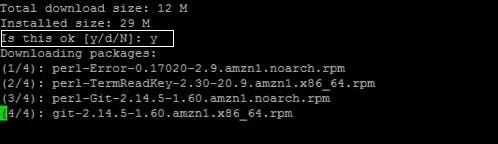 Total download size: 12 M
Installed size: 29 M
Is this ok [y/d/N]: y
Downloading packages:
(1/4): perl-Error-0.17020-2.9.amzn1.noarch.rpm
(2/4): perl-TermReadKey-2.30-20.9.amzn1.x86_64.rpm
(3/4): perl-Git-2.14.5-1.60.amzn1.noarch.rpm
(4/4): git-2.14.5-1.60.amzn1.x86_64.rpm